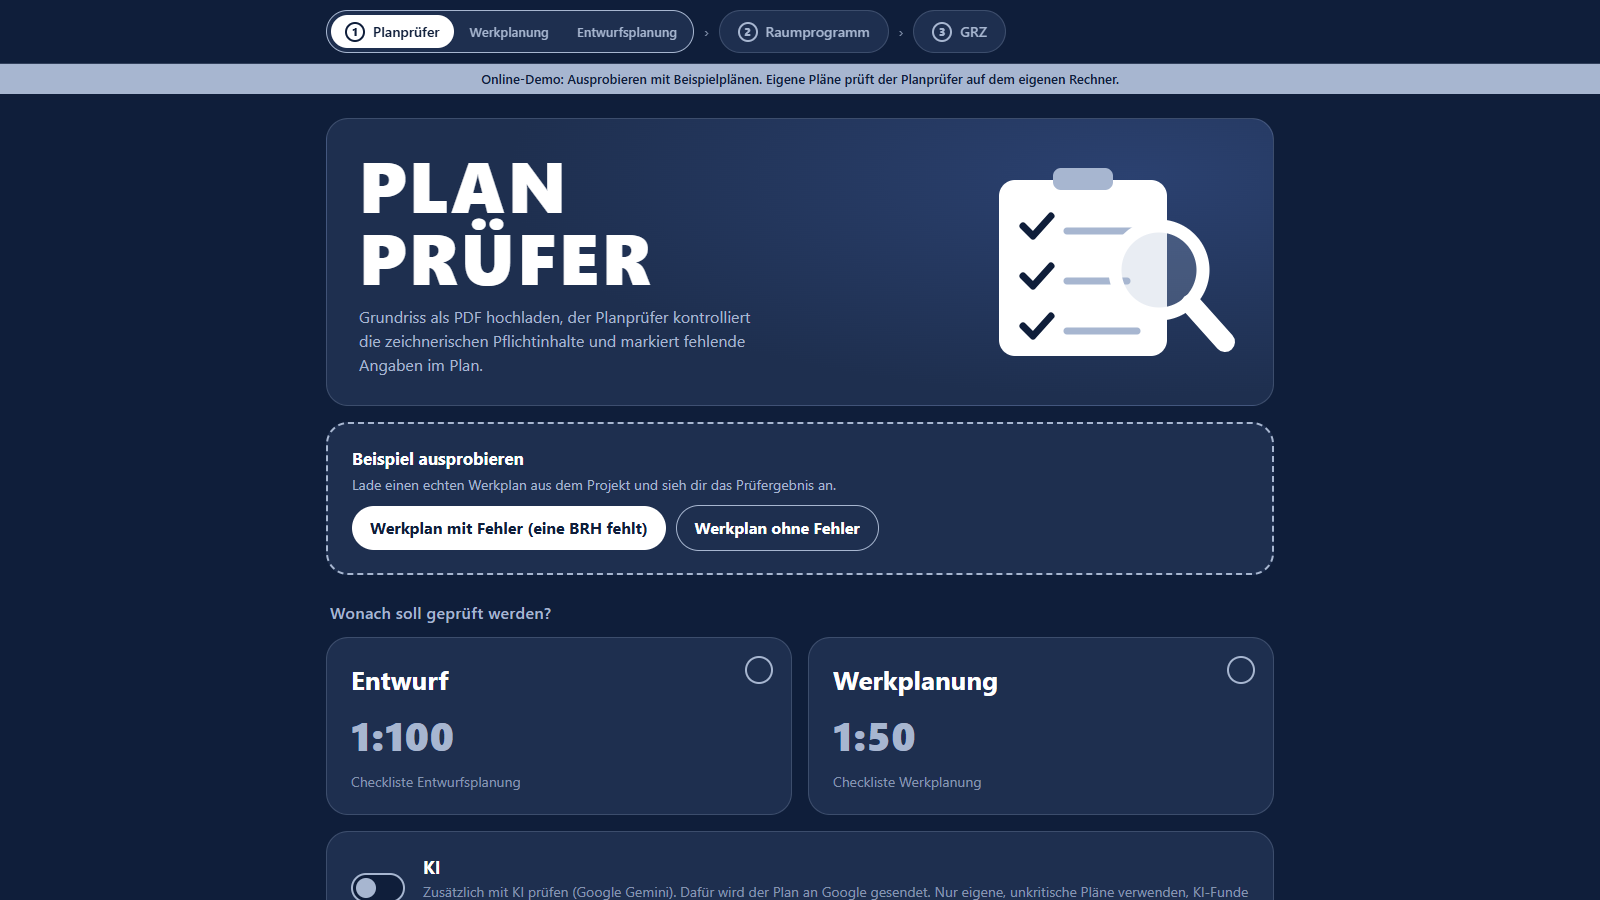 1 Planprüfer Werkplanung Entwurfsplanung › 2 Raumprogramm › 3 GRZ
Online-Demo: Ausprobieren mit Beispielplänen. Eigene Pläne prüft der Planprüfer auf dem eigenen Rechner.
PLAN
PRÜFER
Grundriss als PDF hochladen, der Planprüfer kontrolliert
die zeichnerischen Pflichtinhalte und markiert fehlende
Angaben im Plan.
Beispiel ausprobieren
Lade einen echten Werkplan aus dem Projekt und sieh dir das Prüfergebnis an.
Werkplan mit Fehler (eine BRH fehlt) Werkplan ohne Fehler
Wonach soll geprüft werden?
Entwurf
1:100
Checkliste Entwurfsplanung
Werkplanung
1:50
Checkliste Werkplanung
KI
Zusätzlich mit KI prüfen (Google Gemini). Dafür wird der Plan an Google gesendet. Nur eigene, unkritische Pläne verwenden, KI-Funde